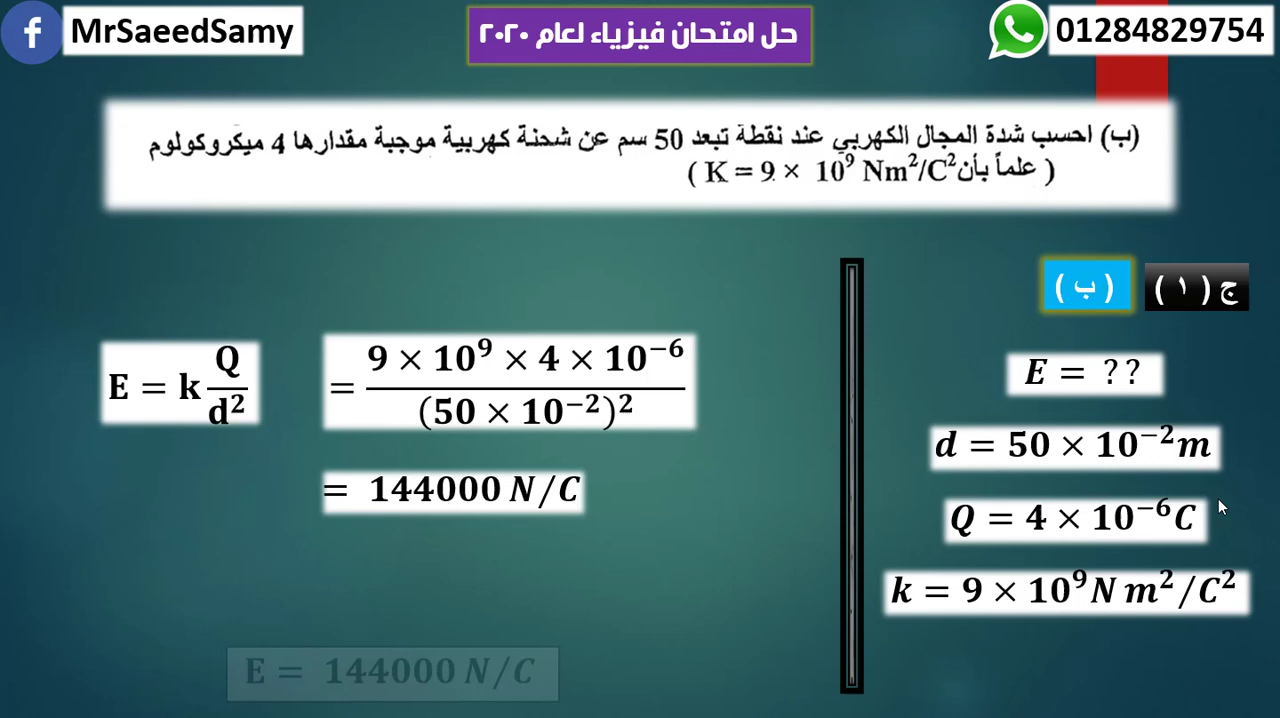 MrSaeedSamy
حل امتحان فيزياء لعام ٢٠٢٠
01284829754
(ب) احسب شدة المجال الكهربي عند نقطة تبعد 50 سم عن شحنة كهربية موجبة مقدارها 4 ميكروكولوم
( علماً بأن K = 9 × 10⁹ Nm²/C² )
ج ( ١ ) ( ب )
E = ??
d = 50 × 10⁻² m
Q = 4 × 10⁻⁶ C
k = 9 × 10⁹ N m²/C²
E = k Q/d² = 9 × 10⁹ × 4 × 10⁻⁶ / (50 × 10⁻²)²
= 144000 N/C
E = 144000 N/C